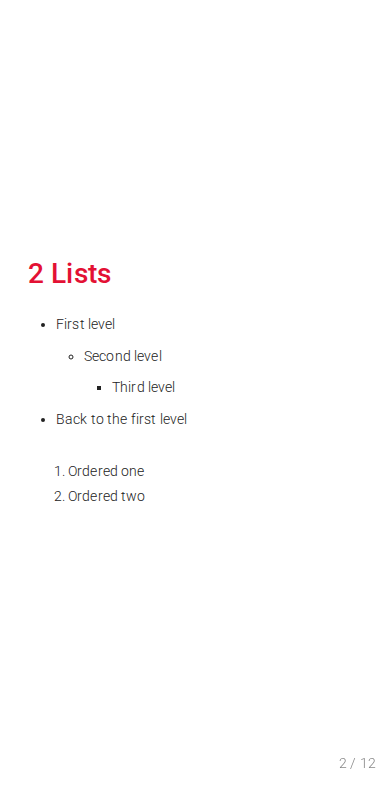 2 Lists
• First level
◦ Second level
▪ Third level
• Back to the first level
1. Ordered one
2. Ordered two
2 / 12